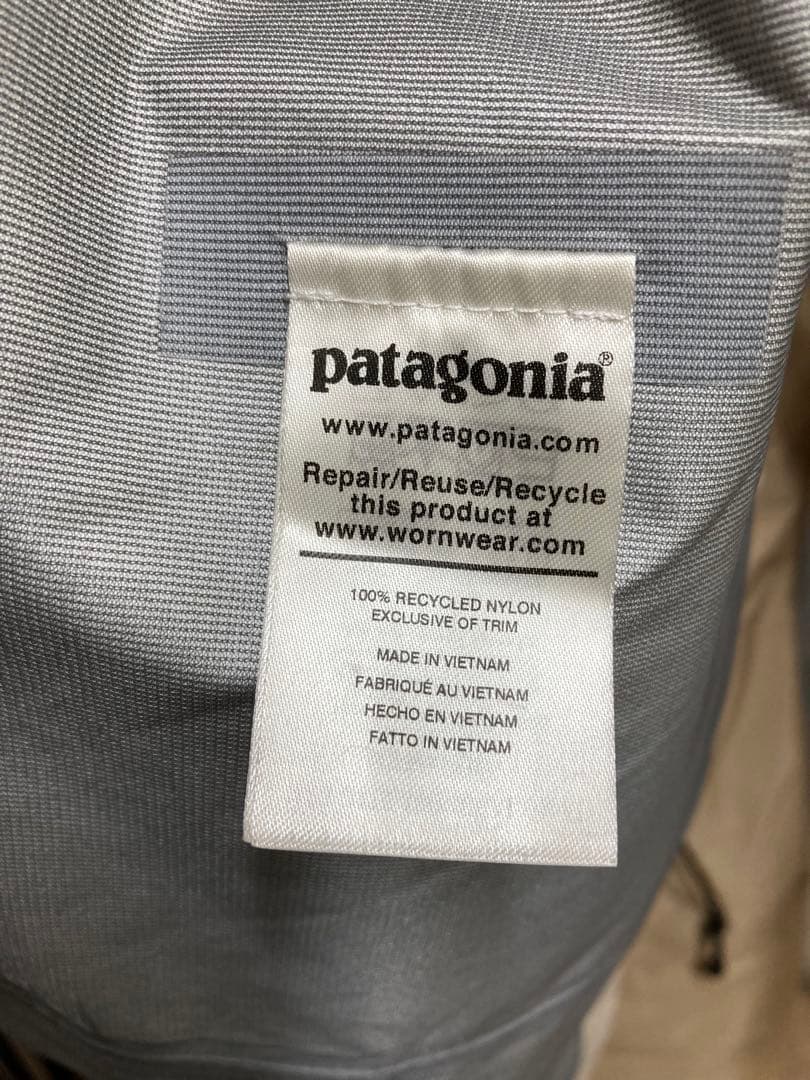 patagonia®
www.patagonia.com
Repair/Reuse/Recycle
this product at
www.wornwear.com
100% RECYCLED NYLON
EXCLUSIVE OF TRIM
MADE IN VIETNAM
FABRIQUÉ AU VIETNAM
HECHO EN VIETNAM
FATTO IN VIETNAM